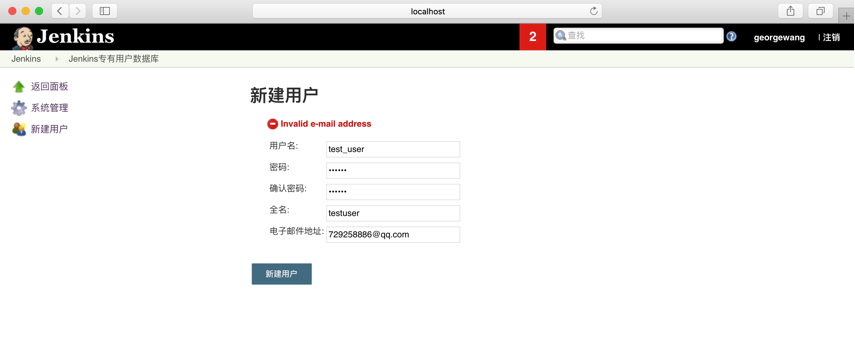 localhost
Jenkins
2
查找
georgewang
| 注销
Jenkins
Jenkins专有用户数据库
返回面板
系统管理
新建用户
新建用户
Invalid e-mail address
用户名: test_user
密码: ••••••
确认密码: ••••••
全名: testuser
电子邮件地址: 729258886@qq.com
新建用户